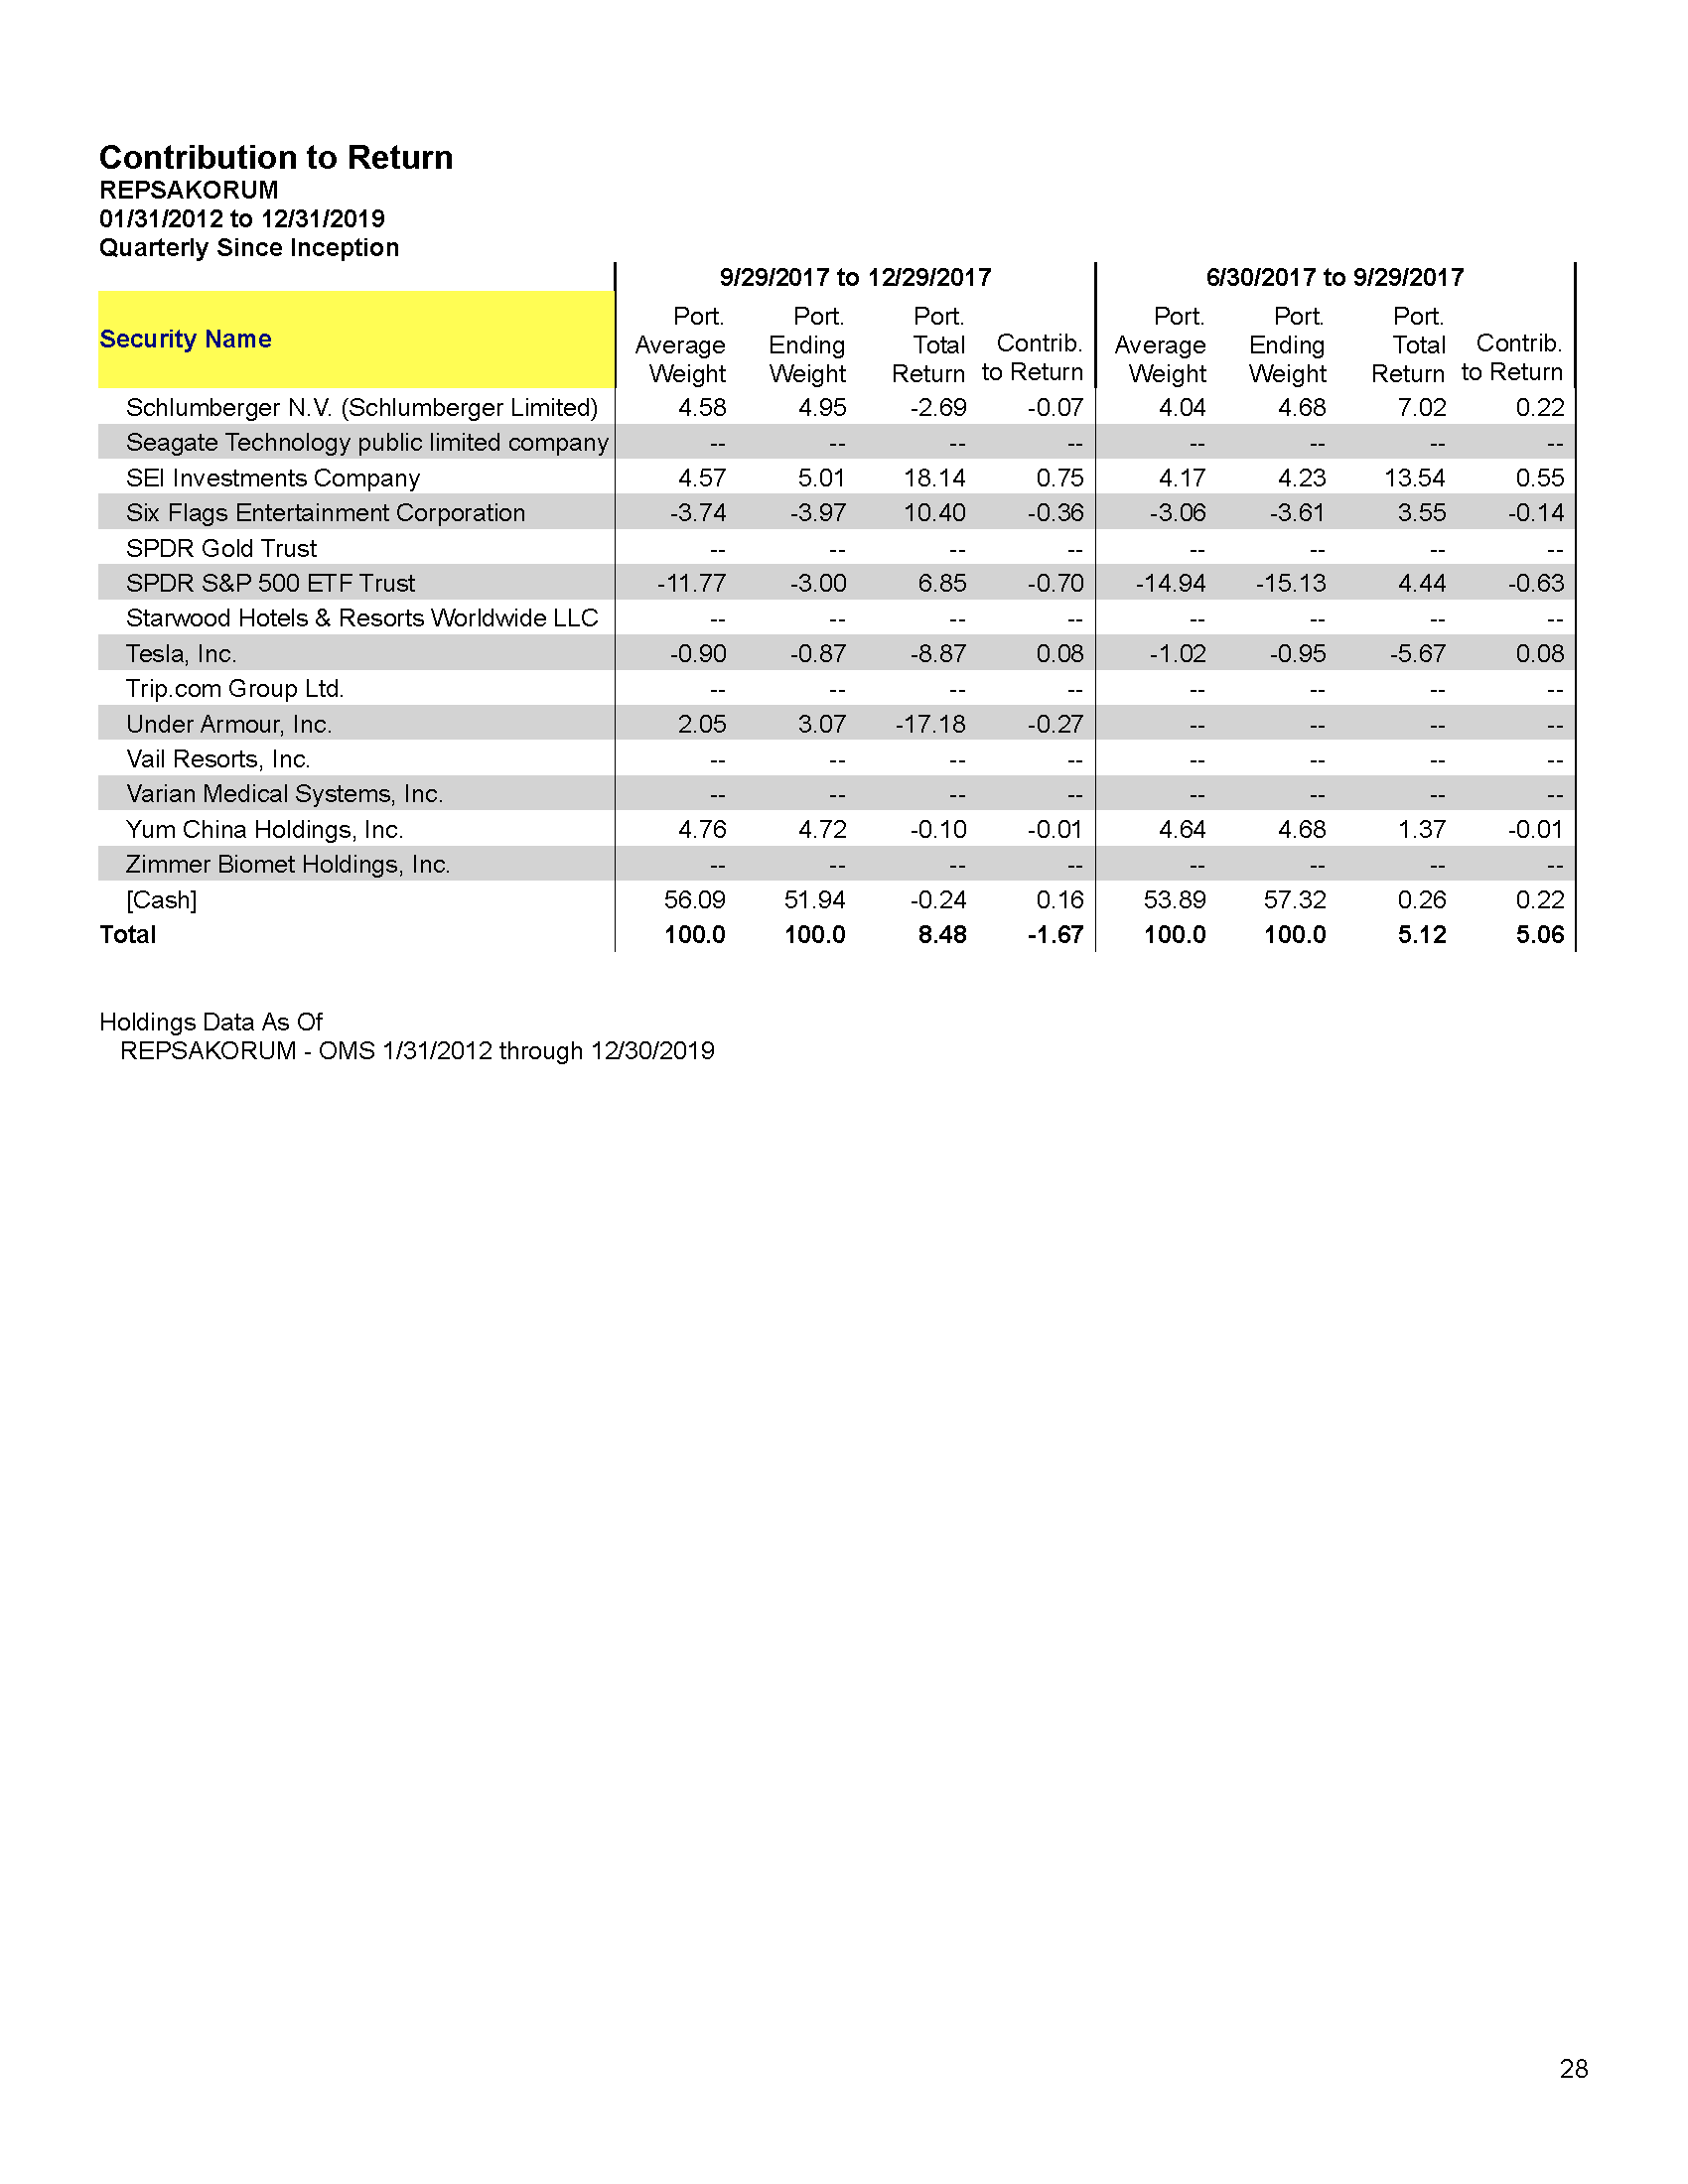 Contribution to Return
REPSAKORUM
01/31/2012 to 12/31/2019
Quarterly Since Inception
9/29/2017 to 12/29/2017 6/30/2017 to 9/29/2017
Security Name Port. Average Weight Port. Ending Weight Port. Total Return Contrib. to Return Port. Average Weight Port. Ending Weight Port. Total Return Contrib. to Return
Schlumberger N.V. (Schlumberger Limited) 4.58 4.95 -2.69 -0.07 4.04 4.68 7.02 0.22
Seagate Technology public limited company -- -- -- -- -- -- -- --
SEI Investments Company 4.57 5.01 18.14 0.75 4.17 4.23 13.54 0.55
Six Flags Entertainment Corporation -3.74 -3.97 10.40 -0.36 -3.06 -3.61 3.55 -0.14
SPDR Gold Trust -- -- -- -- -- -- -- --
SPDR S&P 500 ETF Trust -11.77 -3.00 6.85 -0.70 -14.94 -15.13 4.44 -0.63
Starwood Hotels & Resorts Worldwide LLC -- -- -- -- -- -- -- --
Tesla, Inc. -0.90 -0.87 -8.87 0.08 -1.02 -0.95 -5.67 0.08
Trip.com Group Ltd. -- -- -- -- -- -- -- --
Under Armour, Inc. 2.05 3.07 -17.18 -0.27 -- -- -- --
Vail Resorts, Inc. -- -- -- -- -- -- -- --
Varian Medical Systems, Inc. -- -- -- -- -- -- -- --
Yum China Holdings, Inc. 4.76 4.72 -0.10 -0.01 4.64 4.68 1.37 -0.01
Zimmer Biomet Holdings, Inc. -- -- -- -- -- -- -- --
[Cash] 56.09 51.94 -0.24 0.16 53.89 57.32 0.26 0.22
Total 100.0 100.0 8.48 -1.67 100.0 100.0 5.12 5.06
Holdings Data As Of
REPSAKORUM - OMS 1/31/2012 through 12/30/2019
28